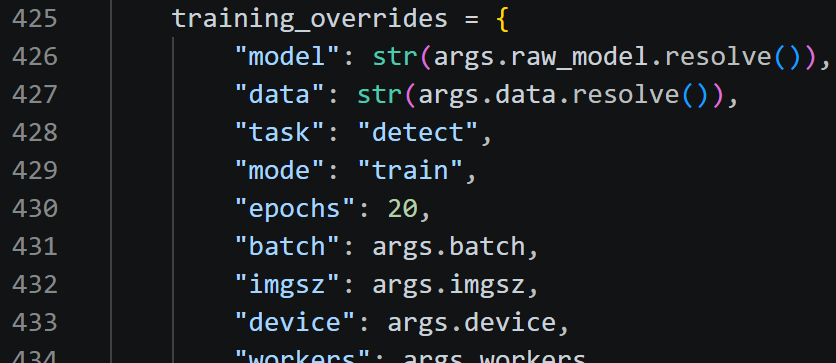 425 training_overrides = {
426 "model": str(args.raw_model.resolve()),
427 "data": str(args.data.resolve()),
428 "task": "detect",
429 "mode": "train",
430 "epochs": 20,
431 "batch": args.batch,
432 "imgsz": args.imgsz,
433 "device": args.device,
434 "workers": args.workers